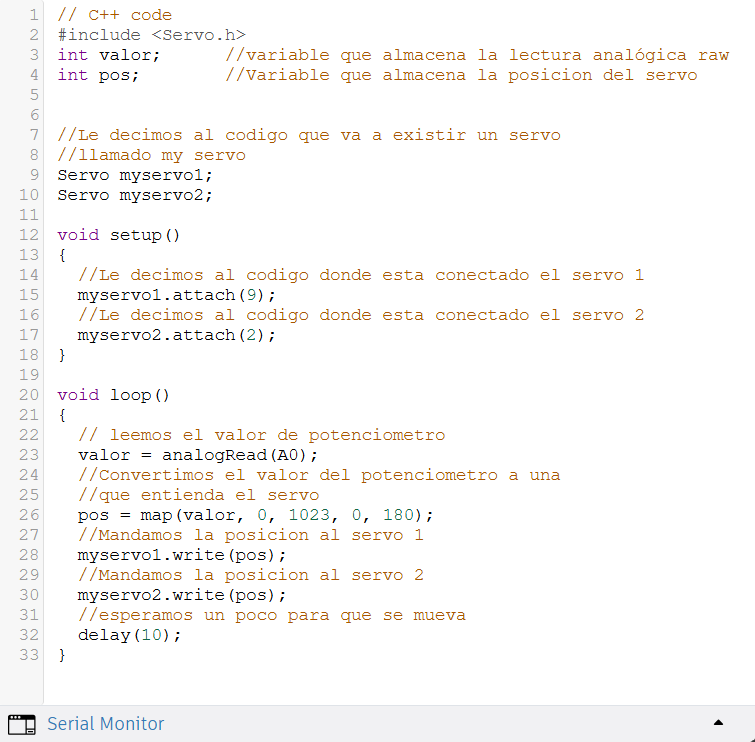 1 // C++ code
2 #include <Servo.h>
3 int valor;      //variable que almacena la lectura analógica raw
4 int pos;        //Variable que almacena la posicion del servo
5
6
7 //Le decimos al codigo que va a existir un servo
8 //llamado my servo
9 Servo myservo1;
10 Servo myservo2;
11
12 void setup()
13 {
14   //Le decimos al codigo donde esta conectado el servo 1
15   myservo1.attach(9);
16   //Le decimos al codigo donde esta conectado el servo 2
17   myservo2.attach(2);
18 }
19
20 void loop()
21 {
22   // leemos el valor de potenciometro
23   valor = analogRead(A0);
24   //Convertimos el valor del potenciometro a una
25   //que entienda el servo
26   pos = map(valor, 0, 1023, 0, 180);
27   //Mandamos la posicion al servo 1
28   myservo1.write(pos);
29   //Mandamos la posicion al servo 2
30   myservo2.write(pos);
31   //esperamos un poco para que se mueva
32   delay(10);
33 }
Serial Monitor